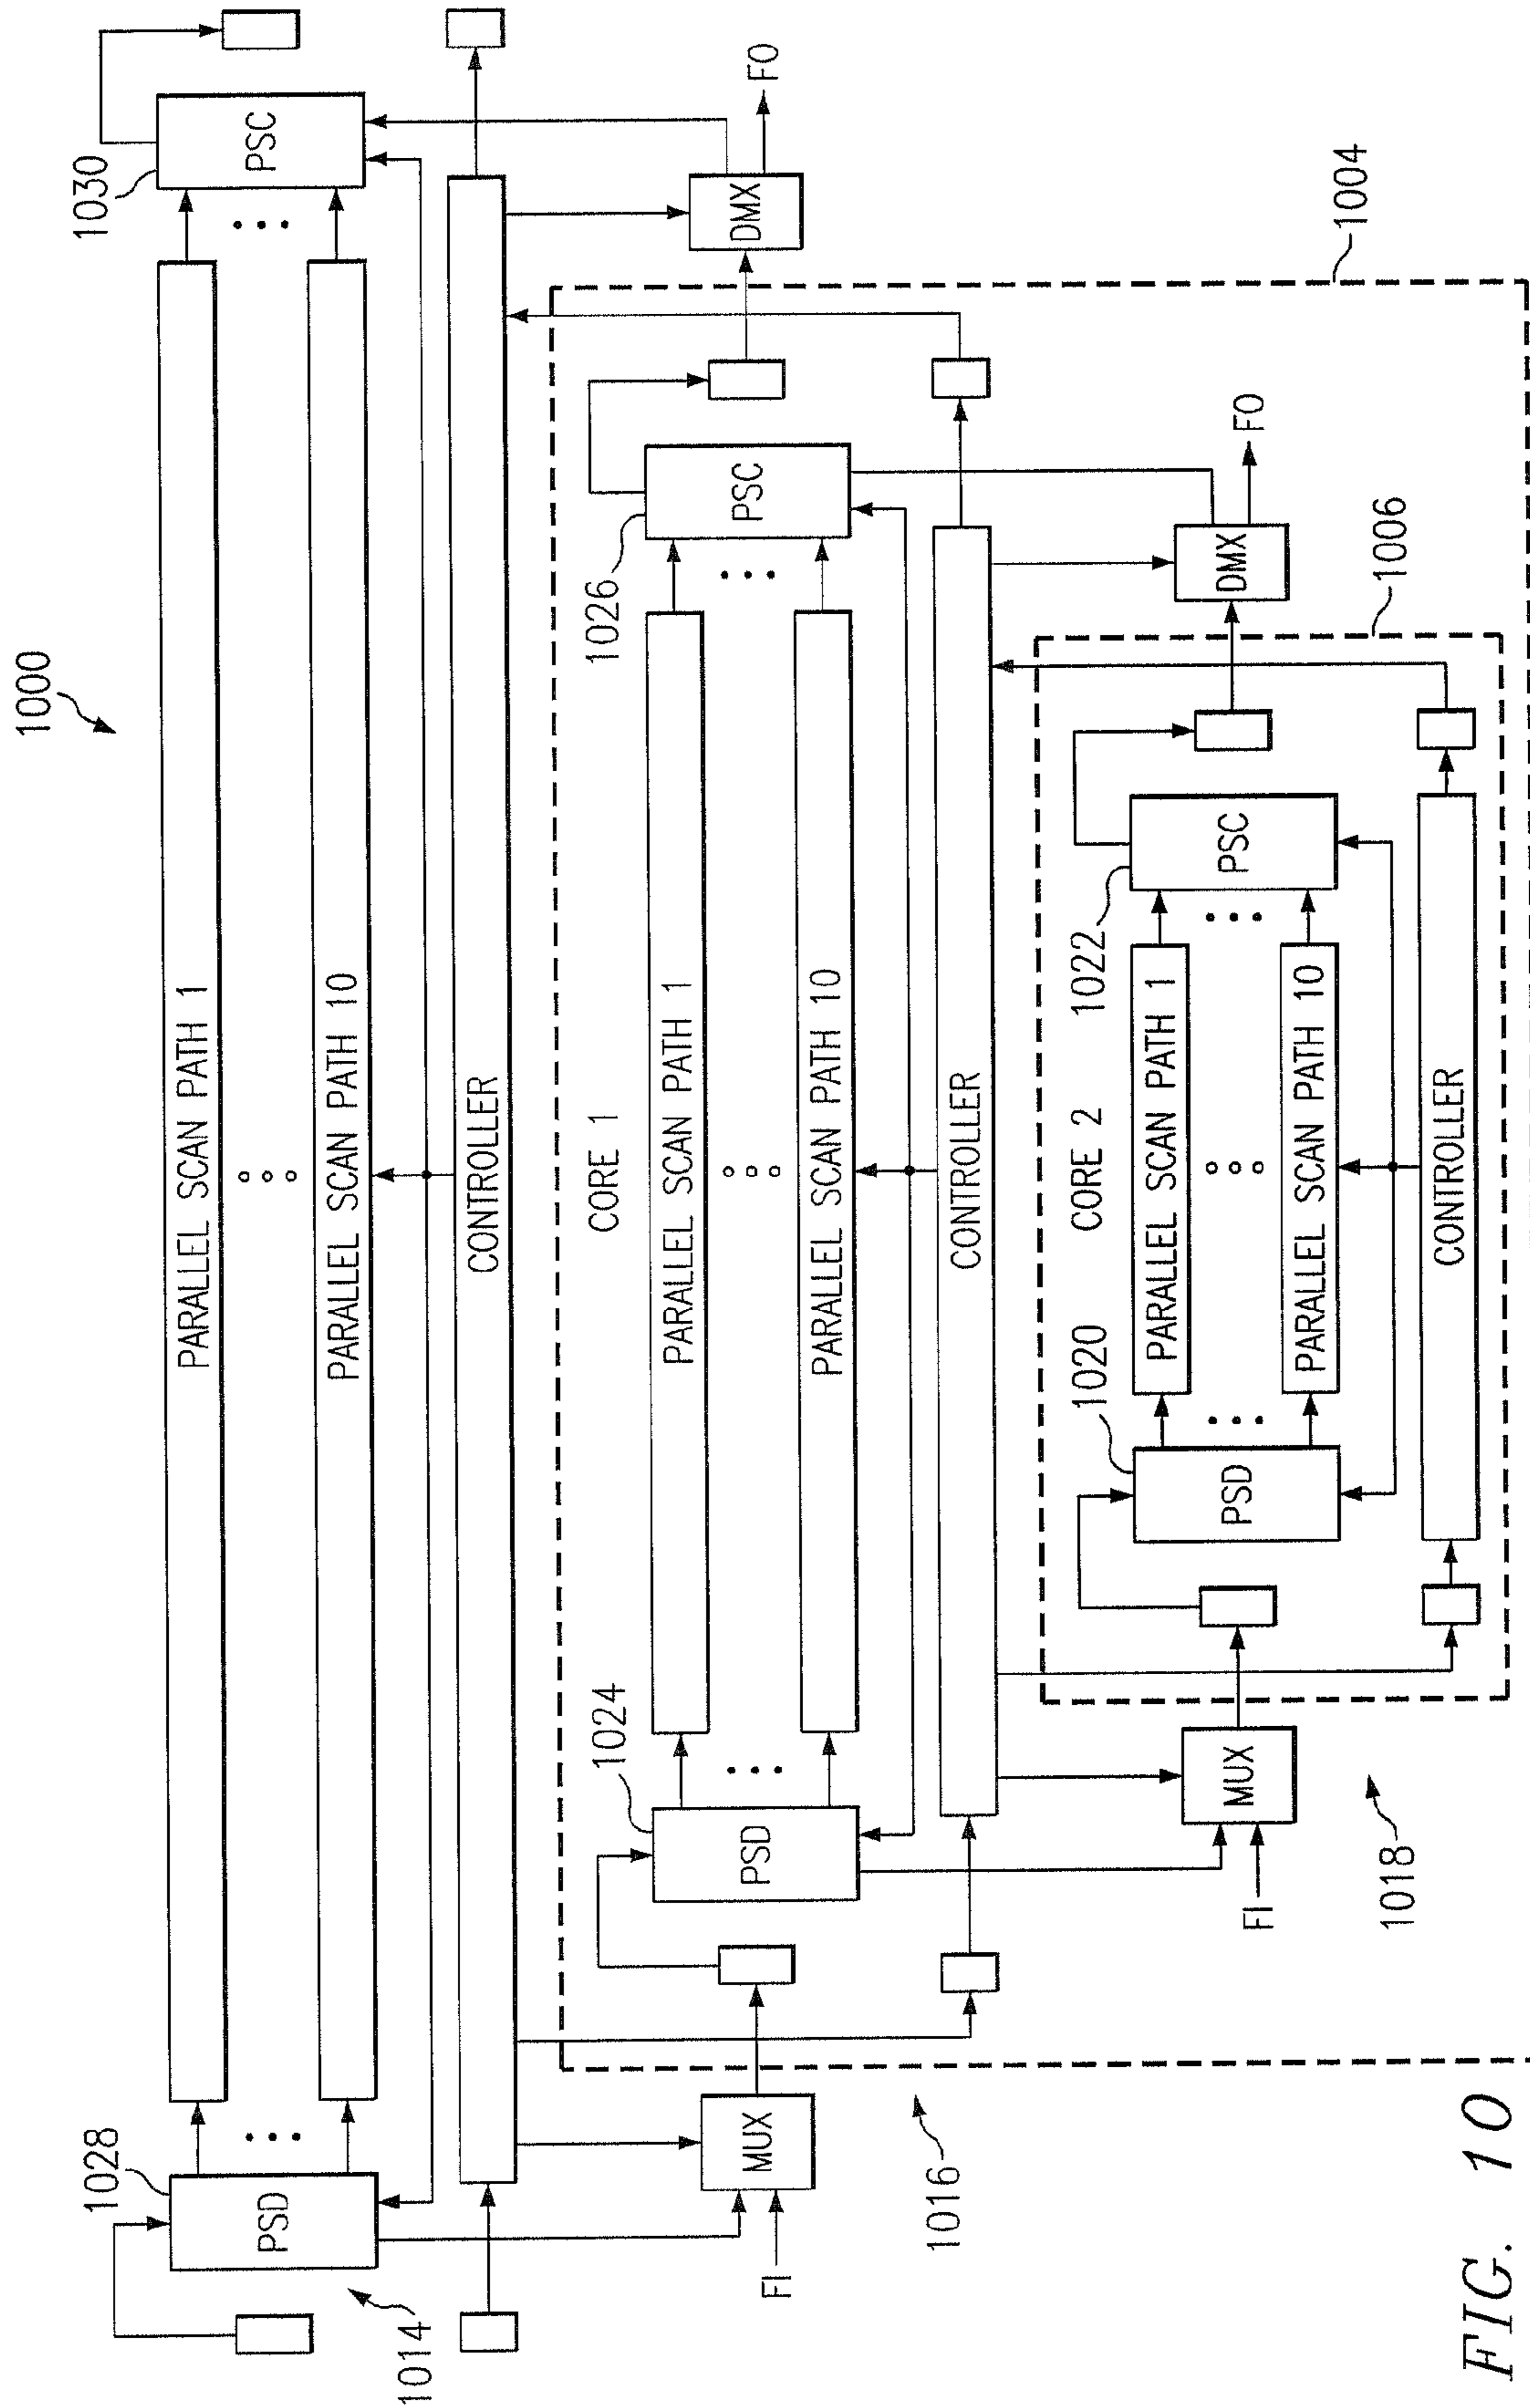 1000
1028
1030
PSD
PARALLEL SCAN PATH 1
PSC
PARALLEL SCAN PATH 10
1014
CONTROLLER
CORE 1
1024
1026
MUX
FI
PSD
PARALLEL SCAN PATH 1
PSC
DMX
FO
PARALLEL SCAN PATH 10
1016
CONTROLLER
1004
CORE 2
1020
1022
MUX
FI
PSD
PARALLEL SCAN PATH 1
PSC
DMX
FO
PARALLEL SCAN PATH 10
1018
CONTROLLER
1006
FIG. 10